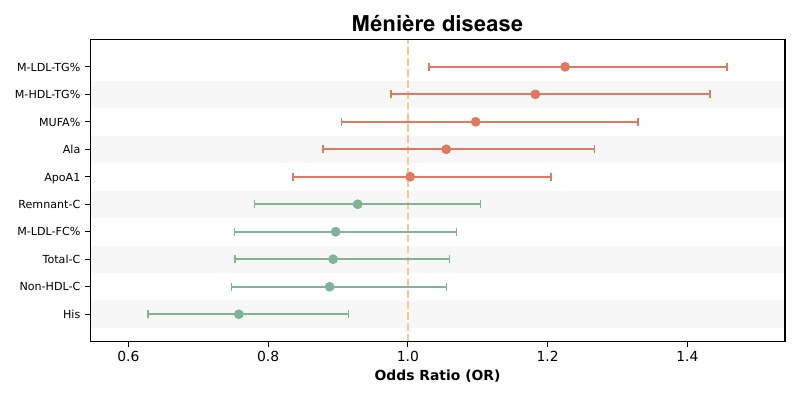 Ménière disease
M-LDL-TG%
M-HDL-TG%
MUFA%
Ala
ApoA1
Remnant-C
M-LDL-FC%
Total-C
Non-HDL-C
His
0.6 0.8 1.0 1.2 1.4
Odds Ratio (OR)